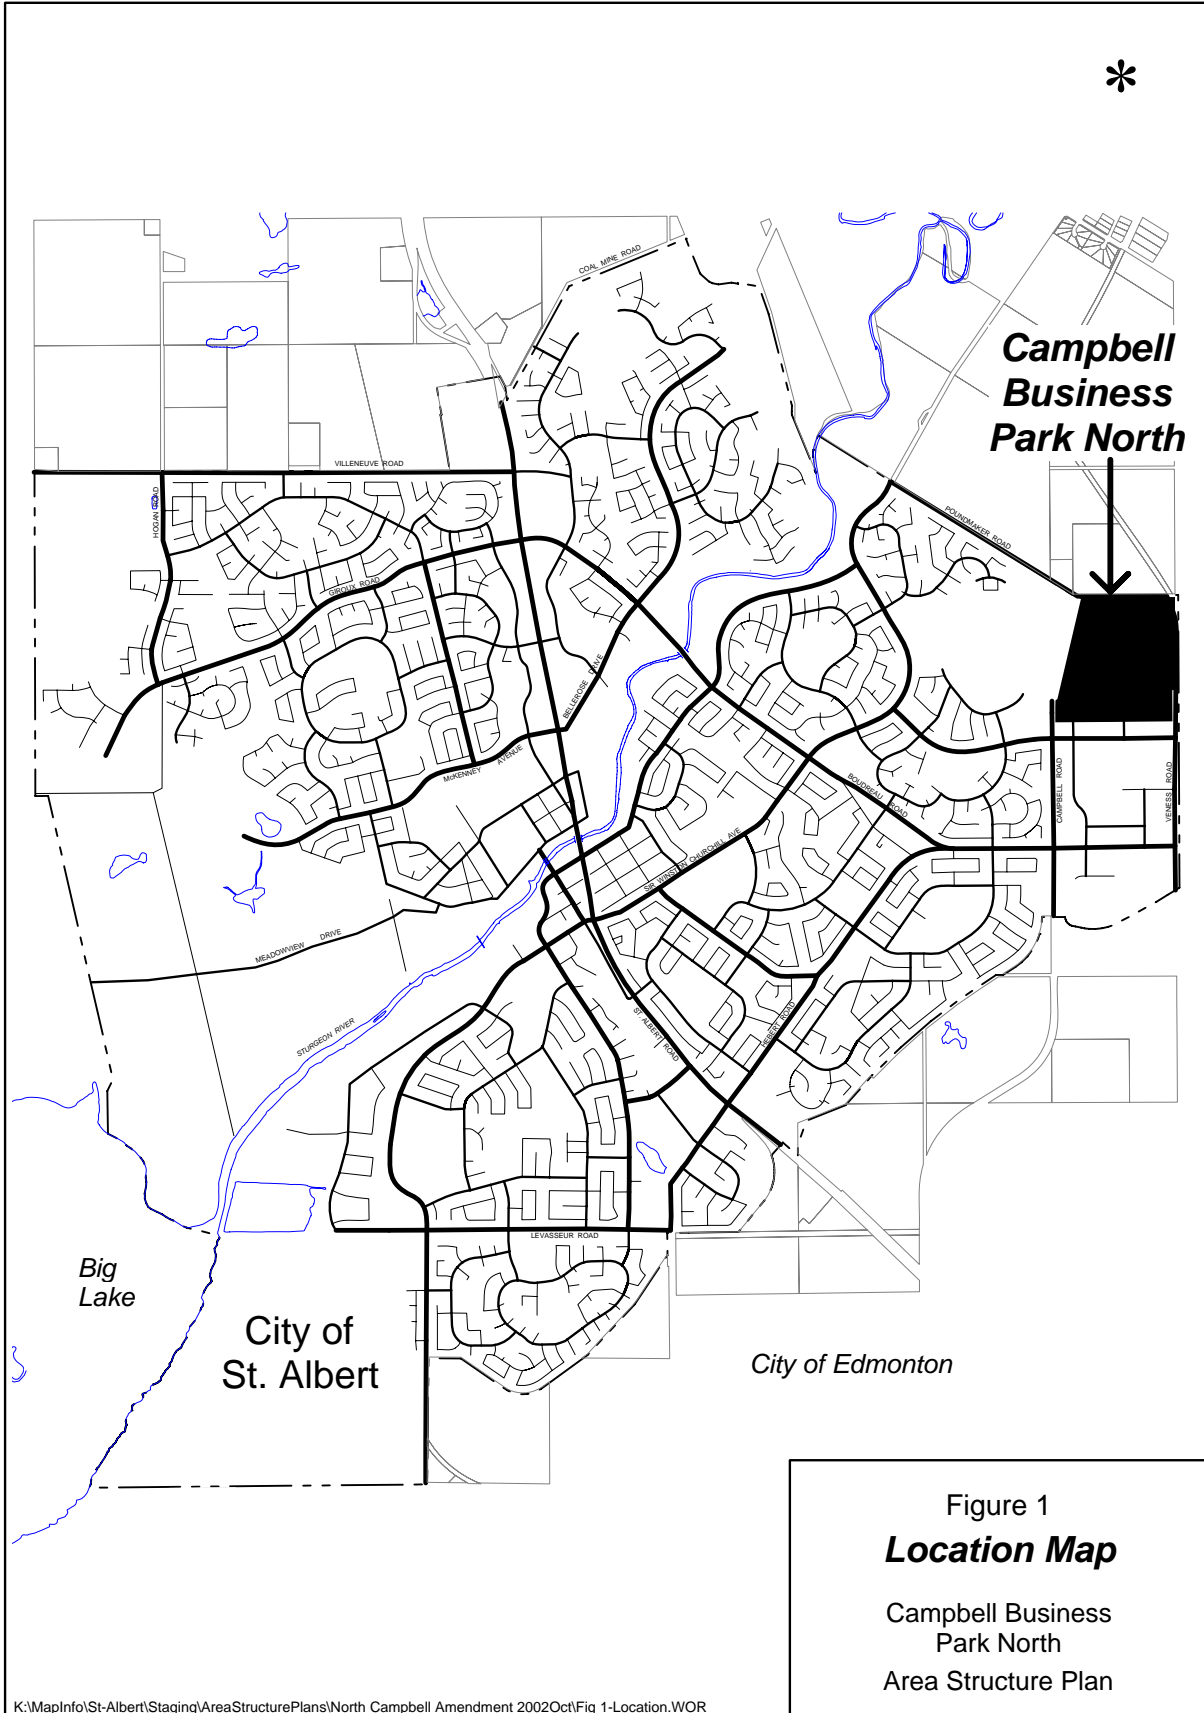 *
COAL MINE ROAD
Campbell
Business
Park North
VILLENEUVE ROAD
HOGAN ROAD
POUNDMAKER ROAD
GIROUX ROAD
BELLEROSE DRIVE
McKENNEY AVENUE
BOUDREAU ROAD
CAMPBELL ROAD
VENESS ROAD
SIR WINSTON CHURCHILL AVE
MEADOWVIEW DRIVE
STURGEON RIVER
ST. ALBERT ROAD
HEBERT ROAD
LEVASSEUR ROAD
Big
Lake
City of
St. Albert
City of Edmonton
Figure 1
Location Map
Campbell Business
Park North
Area Structure Plan
K:\MapInfo\St-Albert\Staging\AreaStructurePlans\North Campbell Amendment 2002Oct\Fig 1-Location.WOR